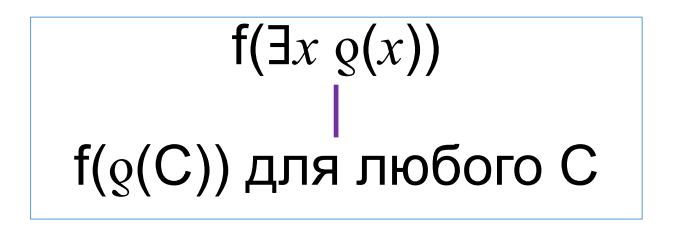 f(∃x ϱ(x))
f(ϱ(C)) для любого C